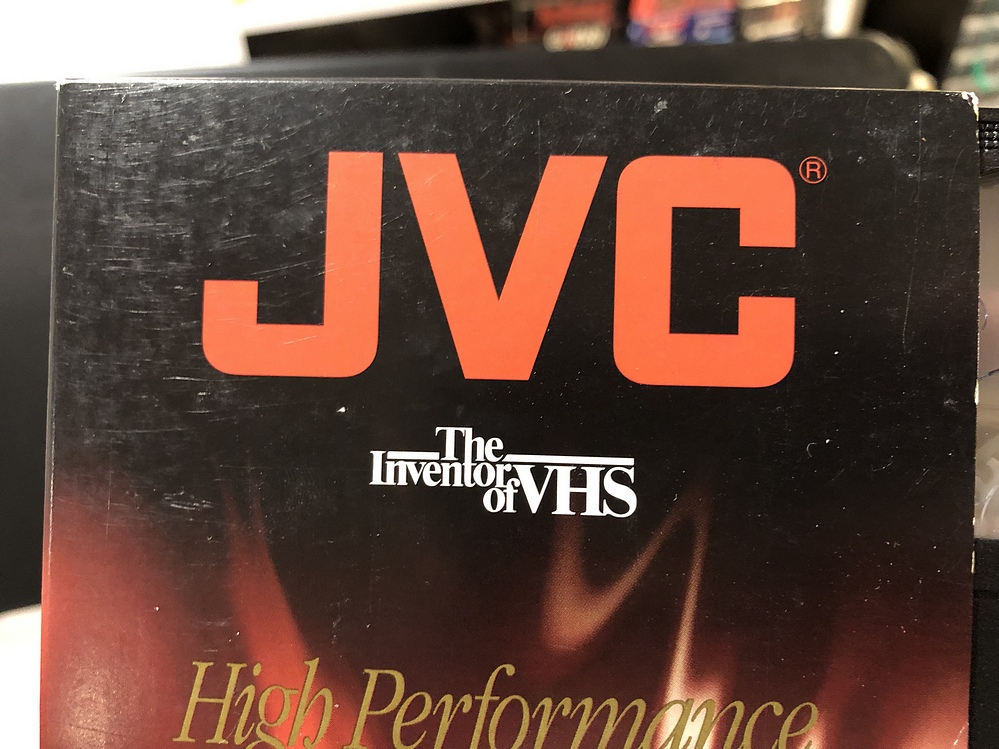 JVC®
The
Inventor
of VHS
High Performance